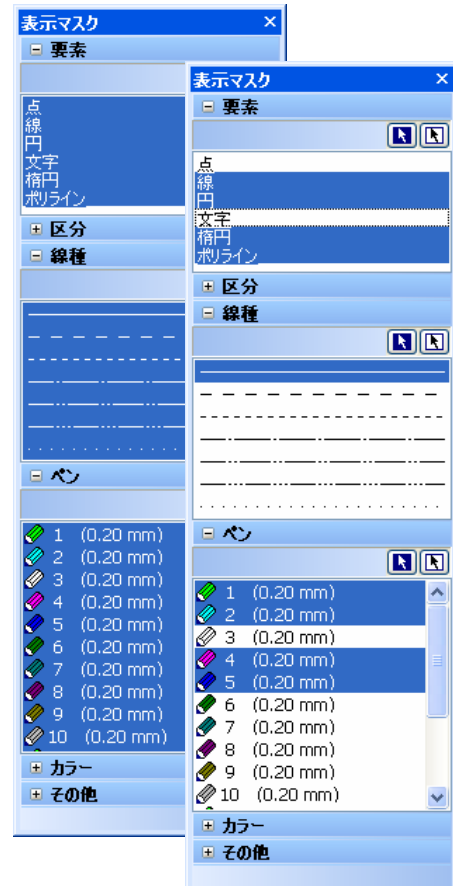 表示マスク ×
要素
点
線
円
文字
楕円
ポリライン
区分
線種
ペン
1 (0.20 mm)
2 (0.20 mm)
3 (0.20 mm)
4 (0.20 mm)
5 (0.20 mm)
6 (0.20 mm)
7 (0.20 mm)
8 (0.20 mm)
9 (0.20 mm)
10 (0.20 mm)
カラー
その他
表示マスク ×
要素
点
線
円
文字
楕円
ポリライン
区分
線種
ペン
1 (0.20 mm)
2 (0.20 mm)
3 (0.20 mm)
4 (0.20 mm)
5 (0.20 mm)
6 (0.20 mm)
7 (0.20 mm)
8 (0.20 mm)
9 (0.20 mm)
10 (0.20 mm)
カラー
その他